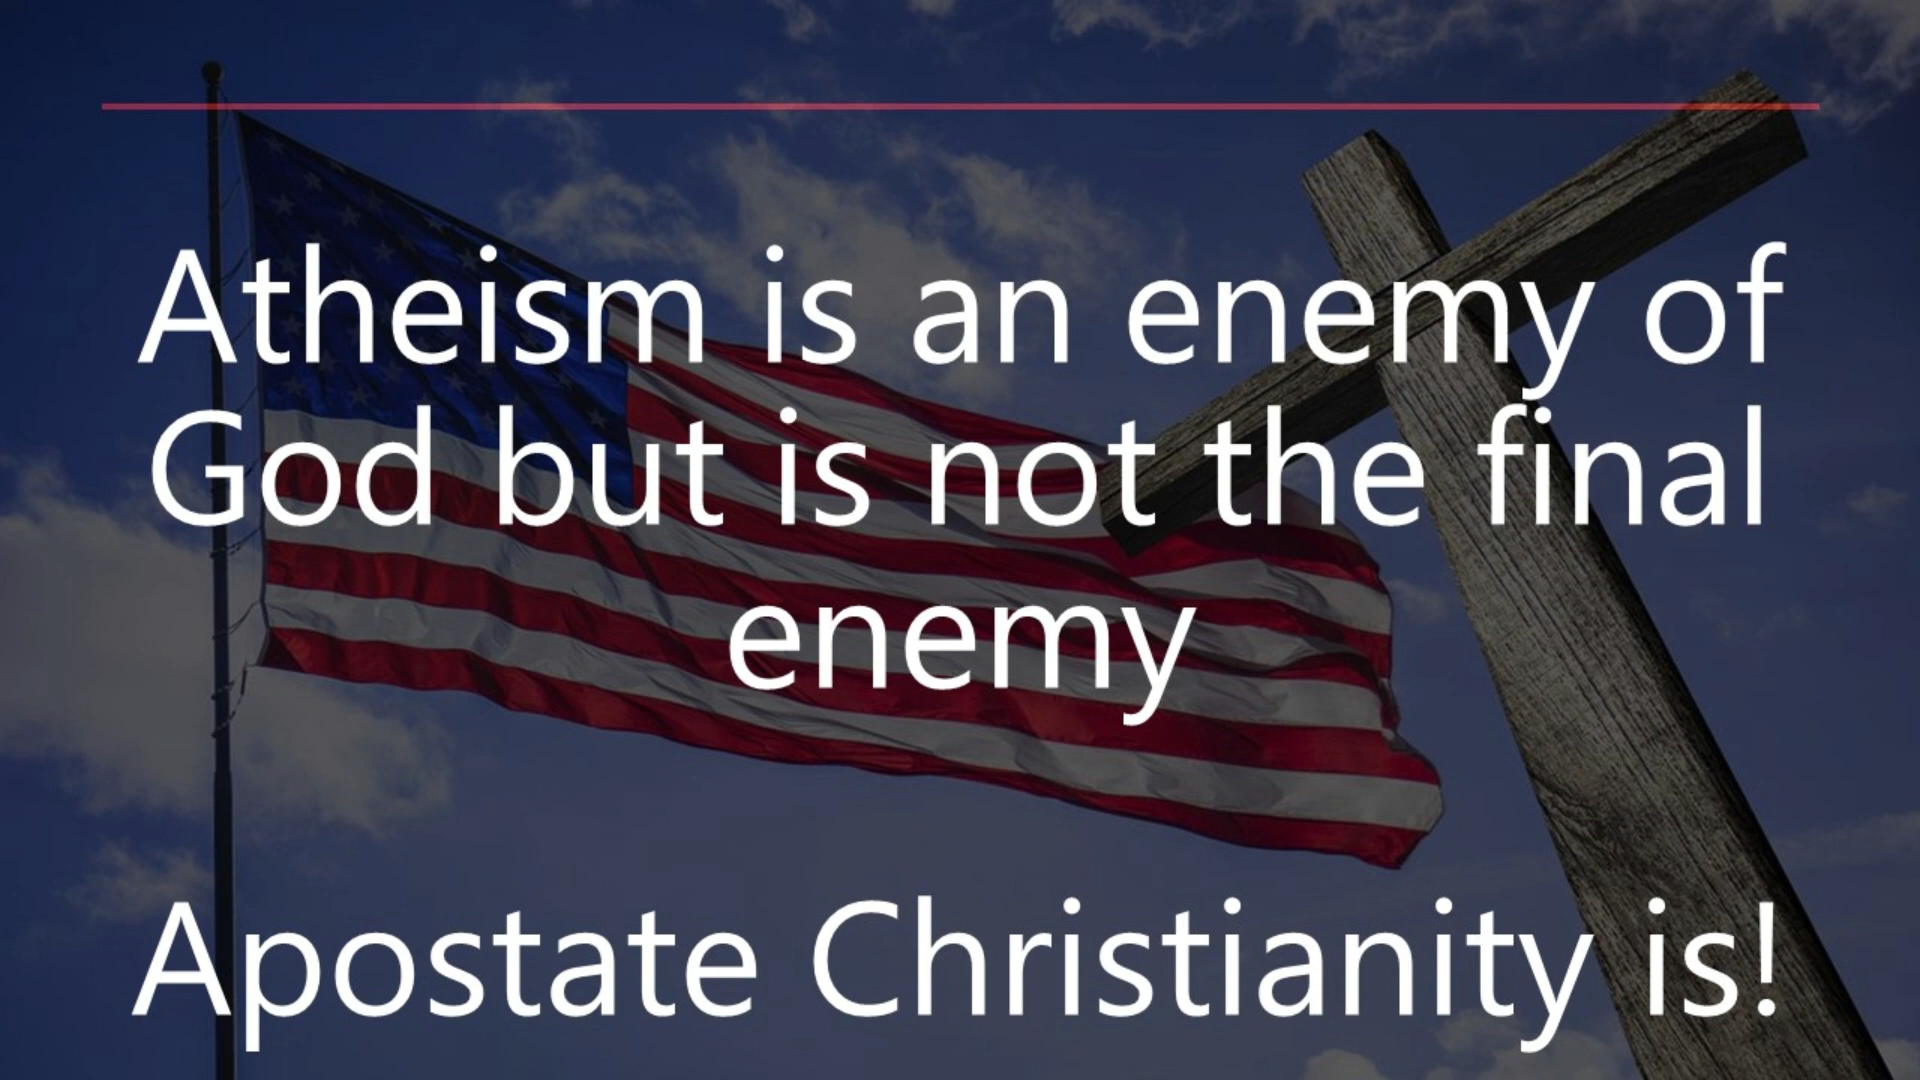 Atheism is an enemy of
God but is not the final
enemy
Apostate Christianity is!